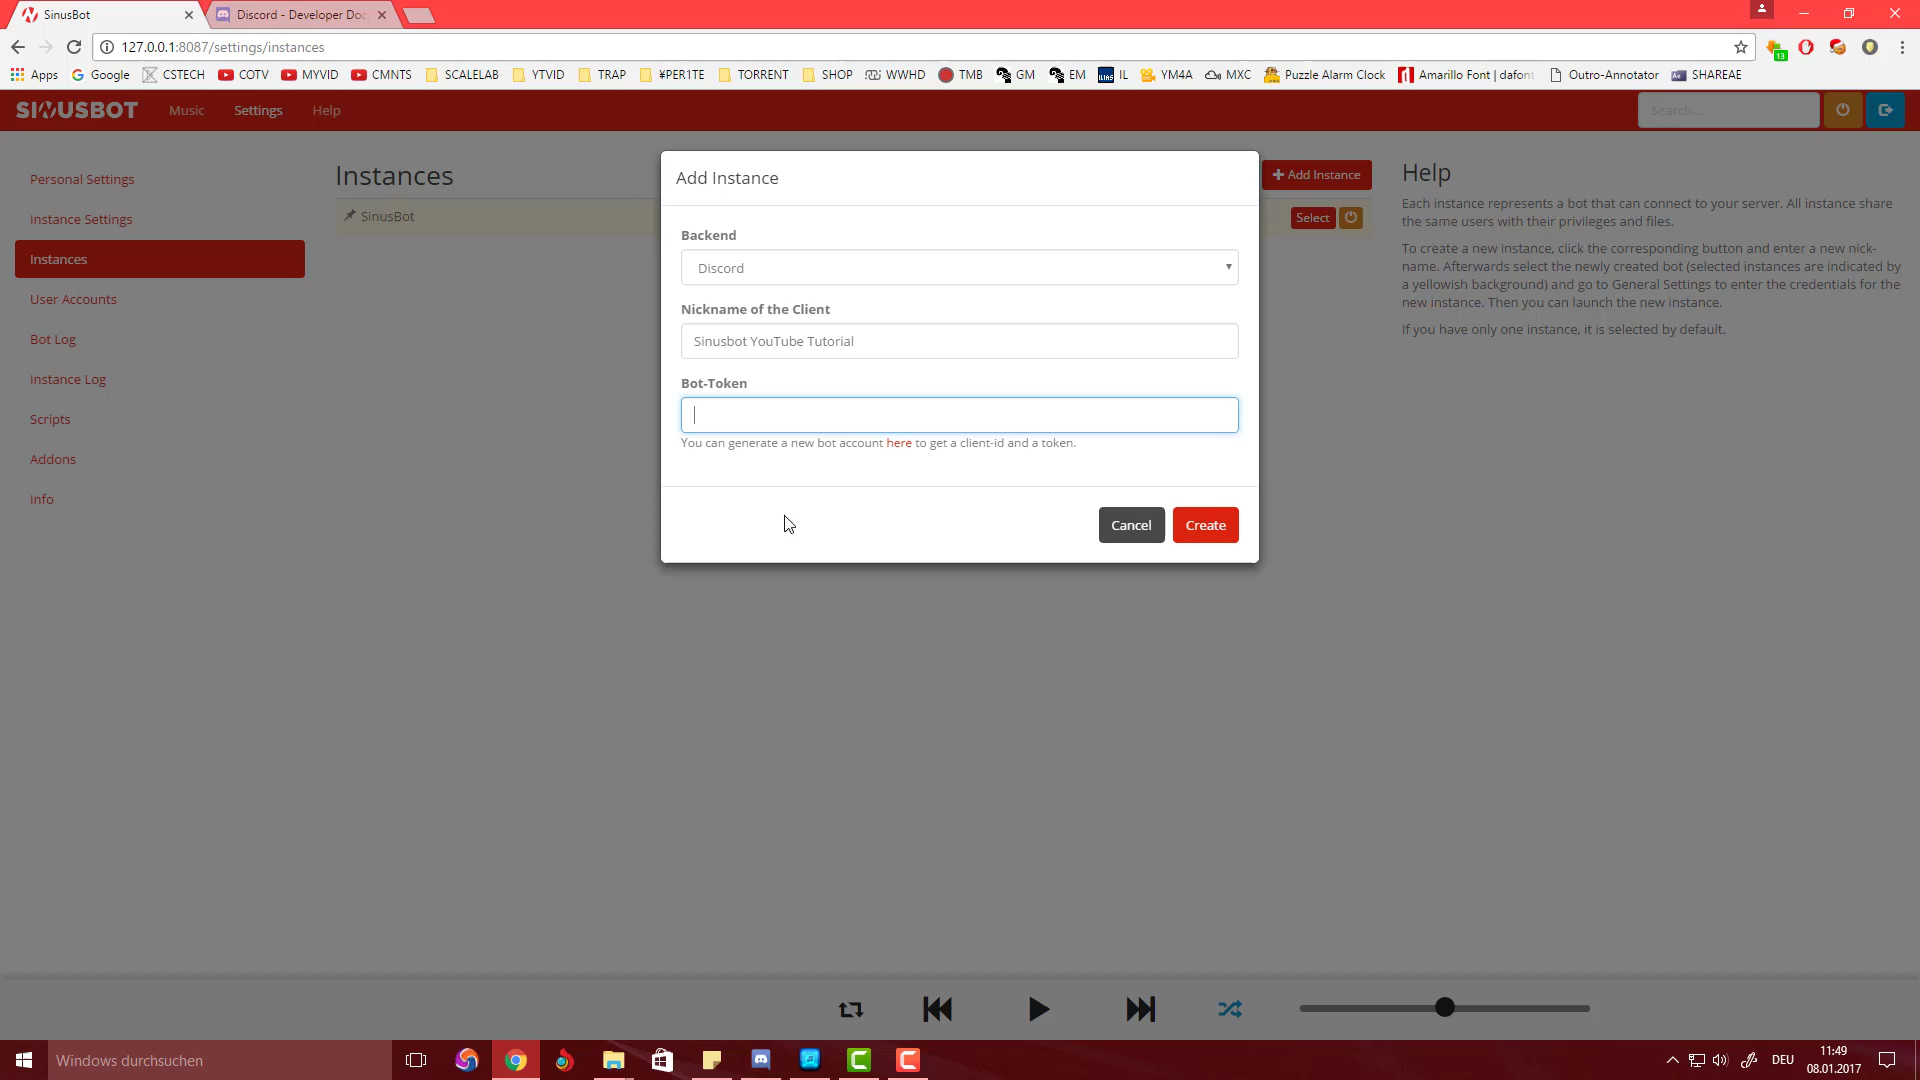 SinusBot
Discord - Developer Doc
127.0.0.1:8087/settings/instances
Apps Google CSTECH COTV MYVID CMNTS SCALELAB YTVID TRAP ¥PER1TE TORRENT SHOP WWHD TMB GM EM IL YM4A MXC Puzzle Alarm Clock Amarillo Font | dafont Outro-Annotator SHAREAE
SINUSBOT Music Settings Help Search...
Personal Settings
Instance Settings
Instances
User Accounts
Bot Log
Instance Log
Scripts
Addons
Info
Instances
Add Instance
SinusBot
Select
Add Instance
Backend
Discord
Nickname of the Client
Sinusbot YouTube Tutorial
Bot-Token
You can generate a new bot account here to get a client-id and a token.
Cancel Create
Help
Each instance represents a bot that can connect to your server. All instance share
the same users with their privileges and files.
To create a new instance, click the corresponding button and enter a new nick-
name. Afterwards select the newly created bot (selected instances are indicated by
a yellowish background) and go to General Settings to enter the credentials for the
new instance. Then you can launch the new instance.
If you have only one instance, it is selected by default.
Windows durchsuchen
DEU
11:49
08.01.2017